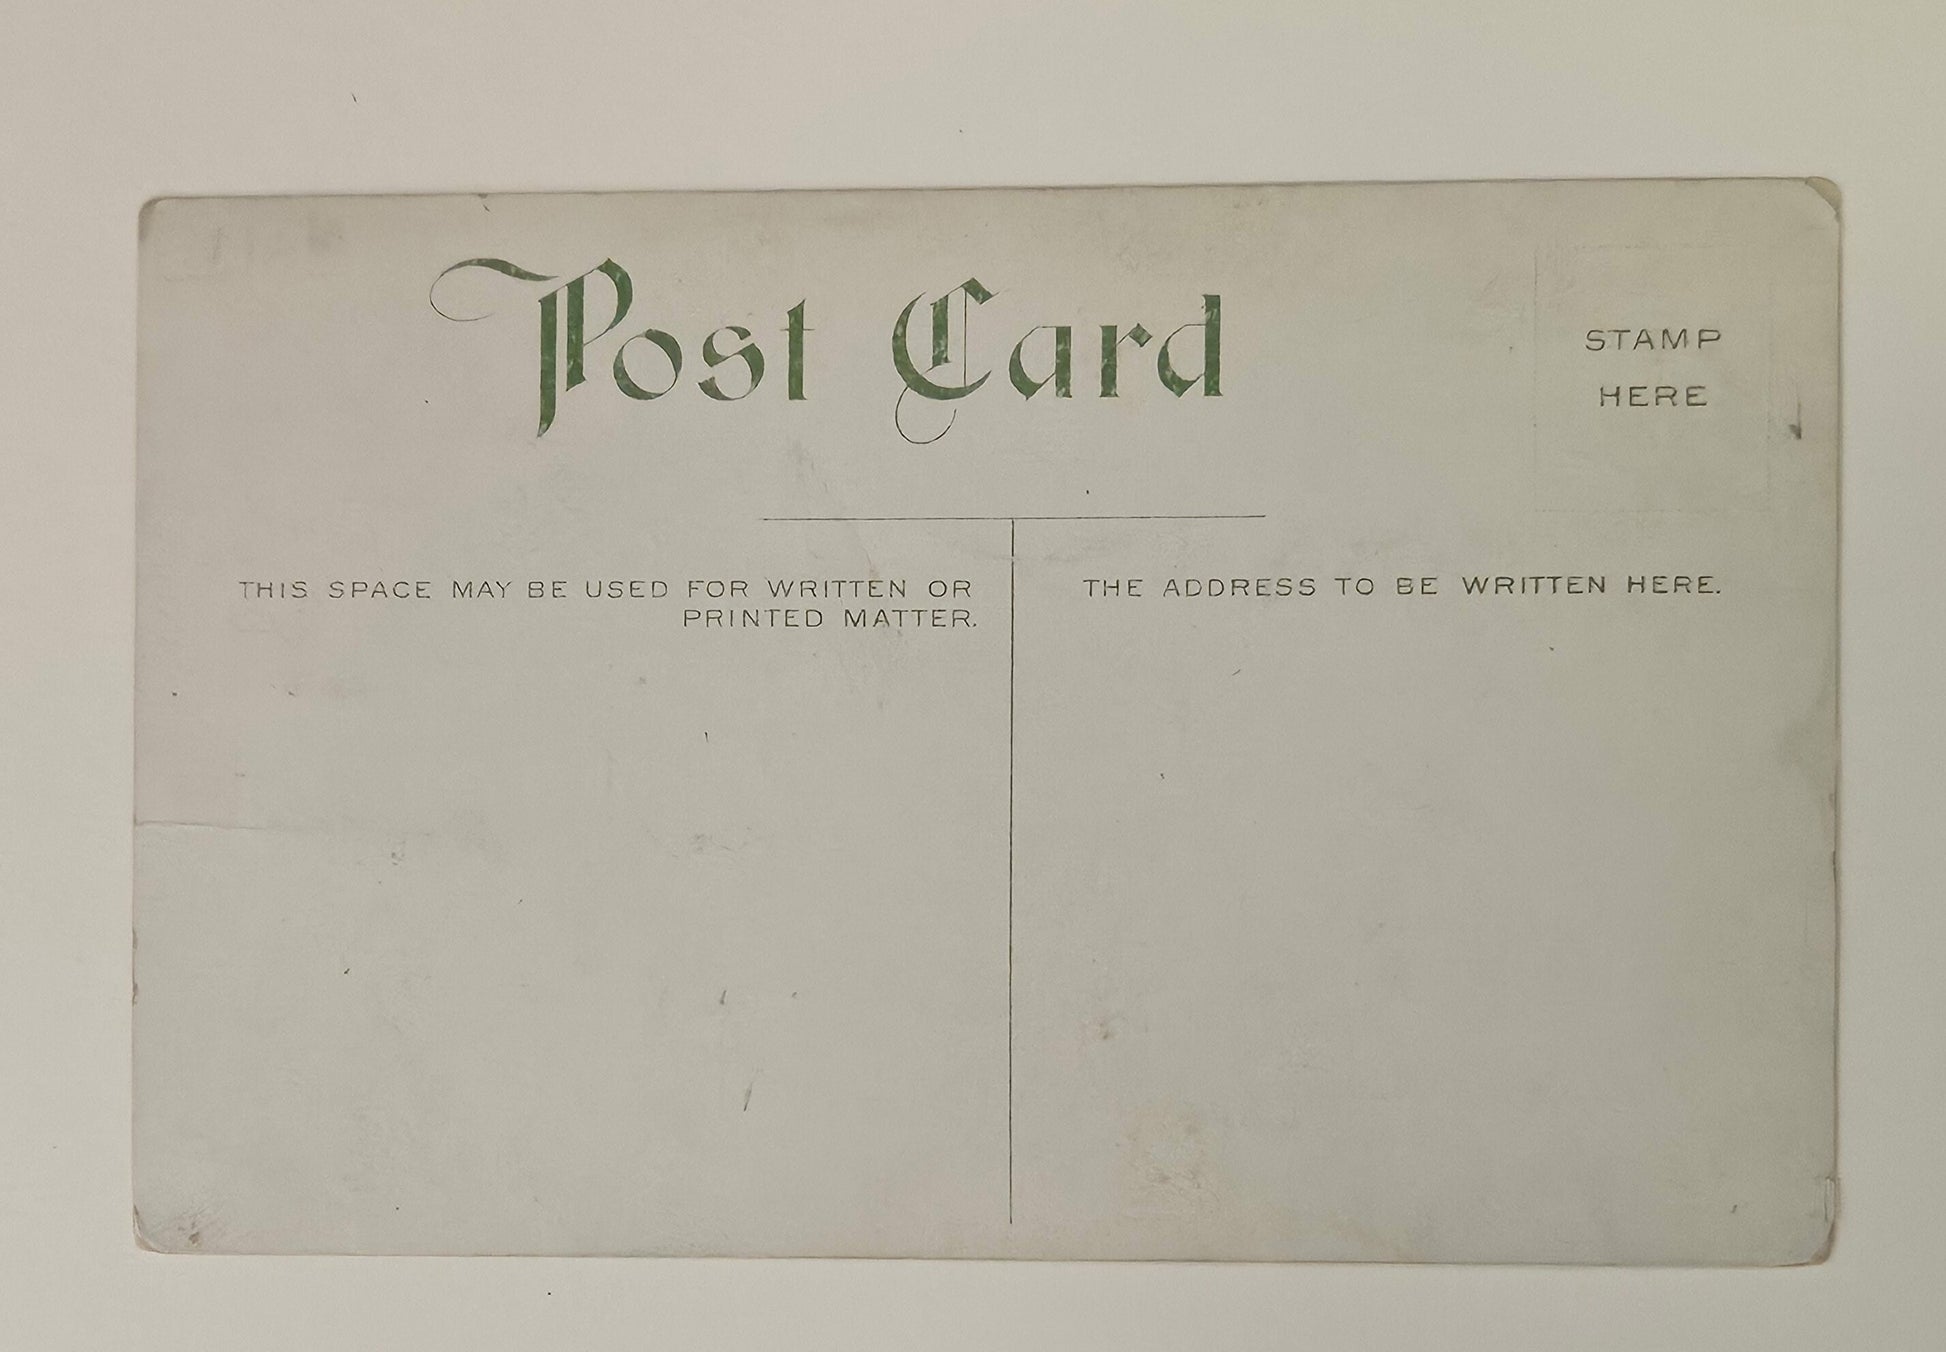 Post Card
STAMP
HERE
THIS SPACE MAY BE USED FOR WRITTEN OR
PRINTED MATTER.
THE ADDRESS TO BE WRITTEN HERE.